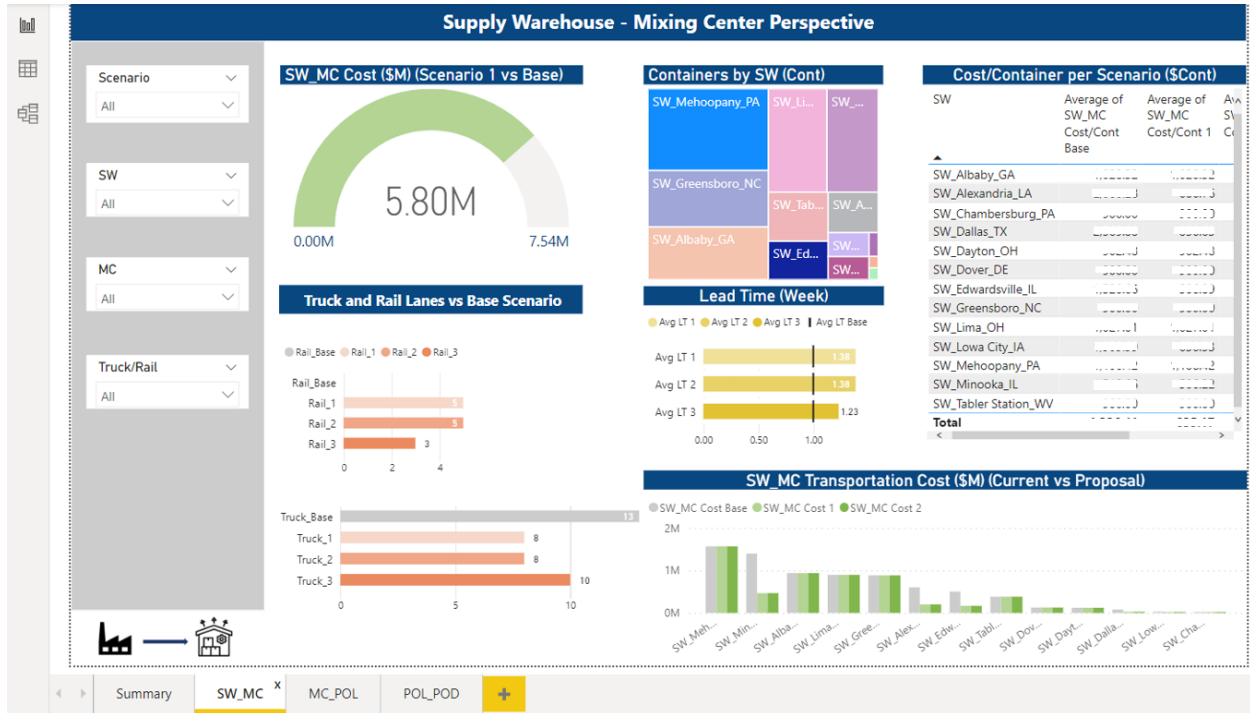 Supply Warehouse - Mixing Center Perspective
Scenario
All
SW
All
MC
All
Truck/Rail
All
SW_MC Cost ($M) (Scenario 1 vs Base)
5.80M
0.00M
7.54M
Truck and Rail Lanes vs Base Scenario
Rail_Base Rail_1 Rail_2 Rail_3
Rail_Base
Rail_1 5
Rail_2 5
Rail_3 3
0 2 4
Truck_Base 13
Truck_1 8
Truck_2 8
Truck_3 10
0 5 10
Containers by SW (Cont)
SW_Mehoopany_PA
SW_Li...
SW_...
SW_Greensboro_NC
SW_Tab...
SW_A...
SW_Albaby_GA
SW_Ed...
SW...
SW...
Lead Time (Week)
Avg LT 1 Avg LT 2 Avg LT 3 Avg LT Base
Avg LT 1 1.38
Avg LT 2 1.38
Avg LT 3 1.23
0.00 0.50 1.00
Cost/Container per Scenario ($Cont)
SW
Average of SW_MC Cost/Cont Base
Average of SW_MC Cost/Cont 1
SW_Albaby_GA
SW_Alexandria_LA
SW_Chambersburg_PA
SW_Dallas_TX
SW_Dayton_OH
SW_Dover_DE
SW_Edwardsville_IL
SW_Greensboro_NC
SW_Lima_OH
SW_Lowa City_IA
SW_Mehoopany_PA
SW_Minooka_IL
SW_Tabler Station_WV
Total
SW_MC Transportation Cost ($M) (Current vs Proposal)
SW_MC Cost Base SW_MC Cost 1 SW_MC Cost 2
2M
1M
0M
SW_Meh... SW_Min... SW_Alba... SW_Lima... SW_Gree... SW_Alex... SW_Edw... SW_Tabl... SW_Dov... SW_Dayt... SW_Dalla... SW_Low... SW_Cha...
Summary SW_MC x MC_POL POL_POD +